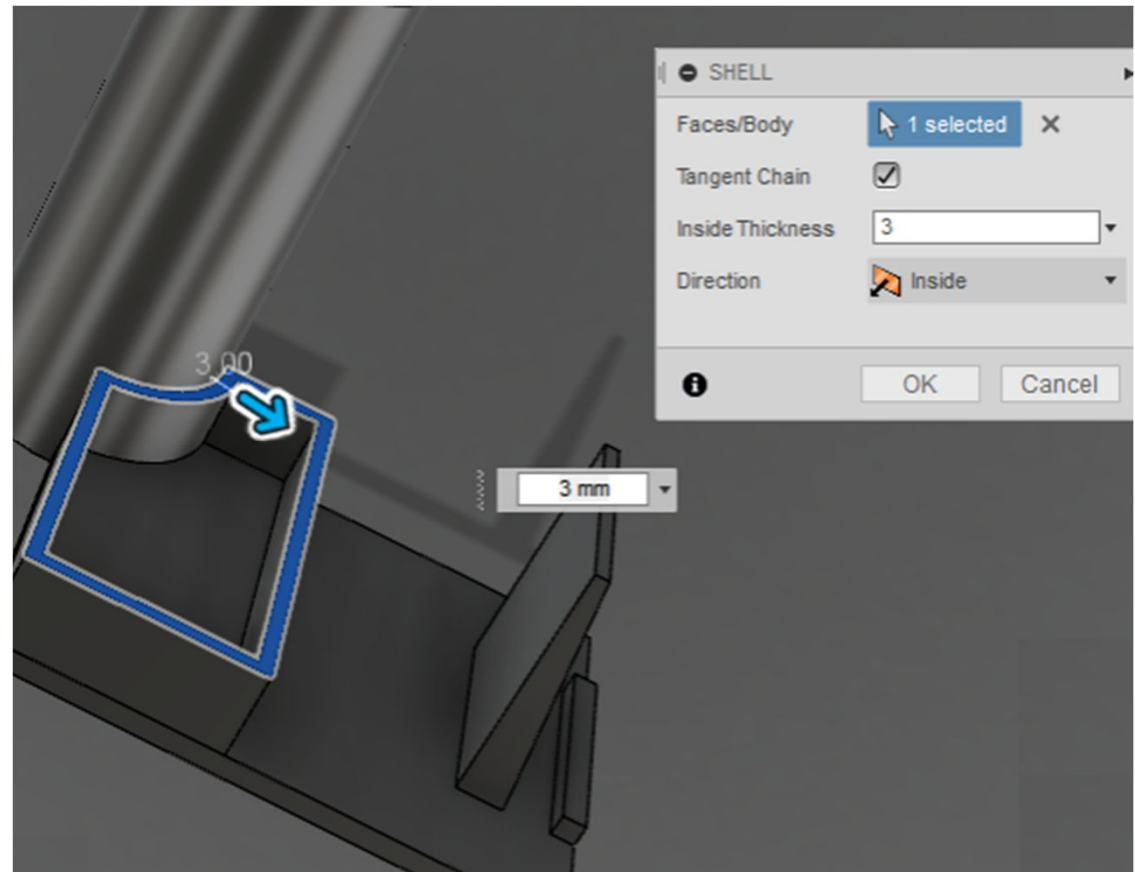 SHELL
Faces/Body 1 selected
Tangent Chain
Inside Thickness 3
Direction Inside
OK Cancel
3.00
3 mm